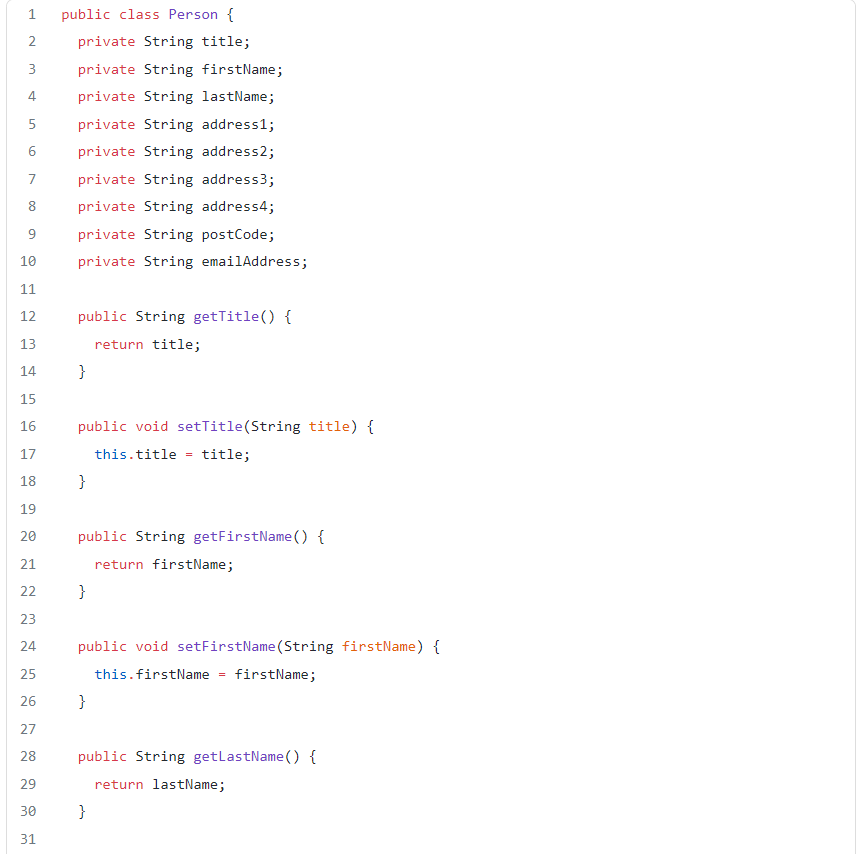 1 public class Person {
2 private String title;
3 private String firstName;
4 private String lastName;
5 private String address1;
6 private String address2;
7 private String address3;
8 private String address4;
9 private String postCode;
10 private String emailAddress;
11
12 public String getTitle() {
13 return title;
14 }
15
16 public void setTitle(String title) {
17 this.title = title;
18 }
19
20 public String getFirstName() {
21 return firstName;
22 }
23
24 public void setFirstName(String firstName) {
25 this.firstName = firstName;
26 }
27
28 public String getLastName() {
29 return lastName;
30 }
31